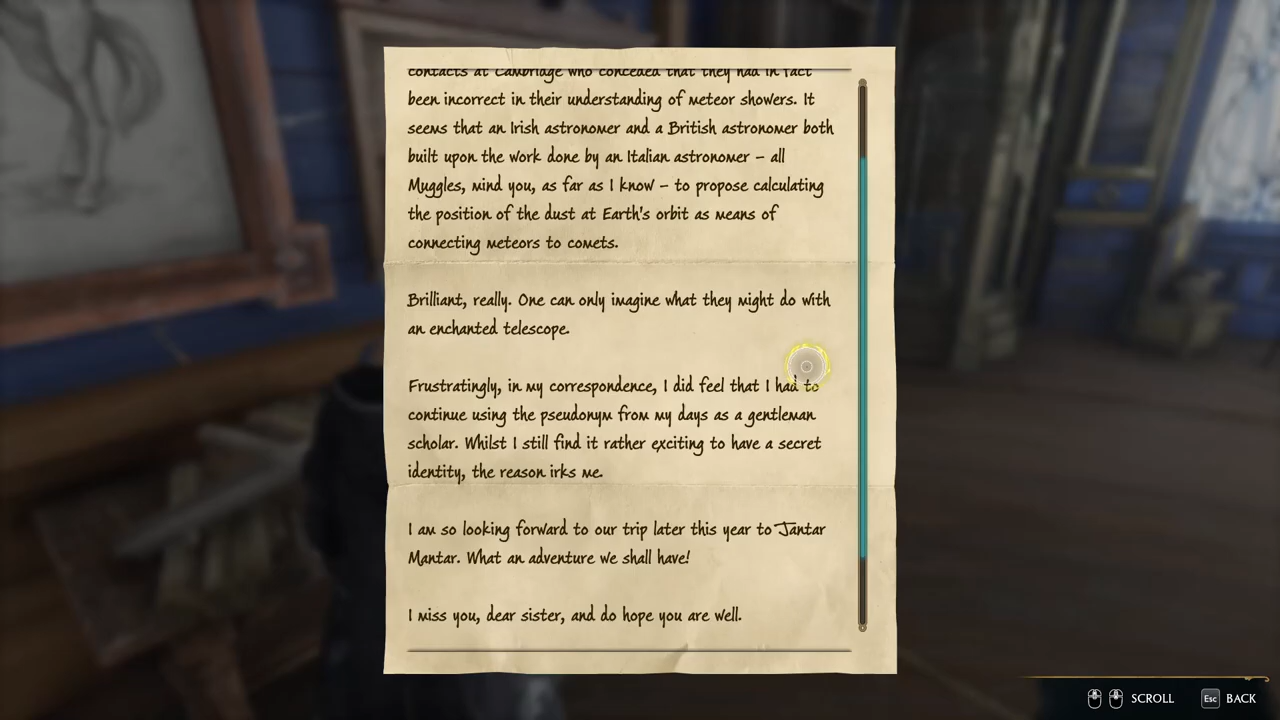 contacts at Cambridge who conceded that they had in fact
been incorrect in their understanding of meteor showers. It
seems that an Irish astronomer and a British astronomer both
built upon the work done by an Italian astronomer – all
Muggles, mind you, as far as I know – to propose calculating
the position of the dust at Earth's orbit as means of
connecting meteors to comets.
Brilliant, really. One can only imagine what they might do with
an enchanted telescope.
Frustratingly, in my correspondence, I did feel that I had to
continue using the pseudonym from my days as a gentleman
scholar. Whilst I still find it rather exciting to have a secret
identity, the reason irks me.
I am so looking forward to our trip later this year to Jantar
Mantar. What an adventure we shall have!
I miss you, dear sister, and do hope you are well.
SCROLL Esc BACK